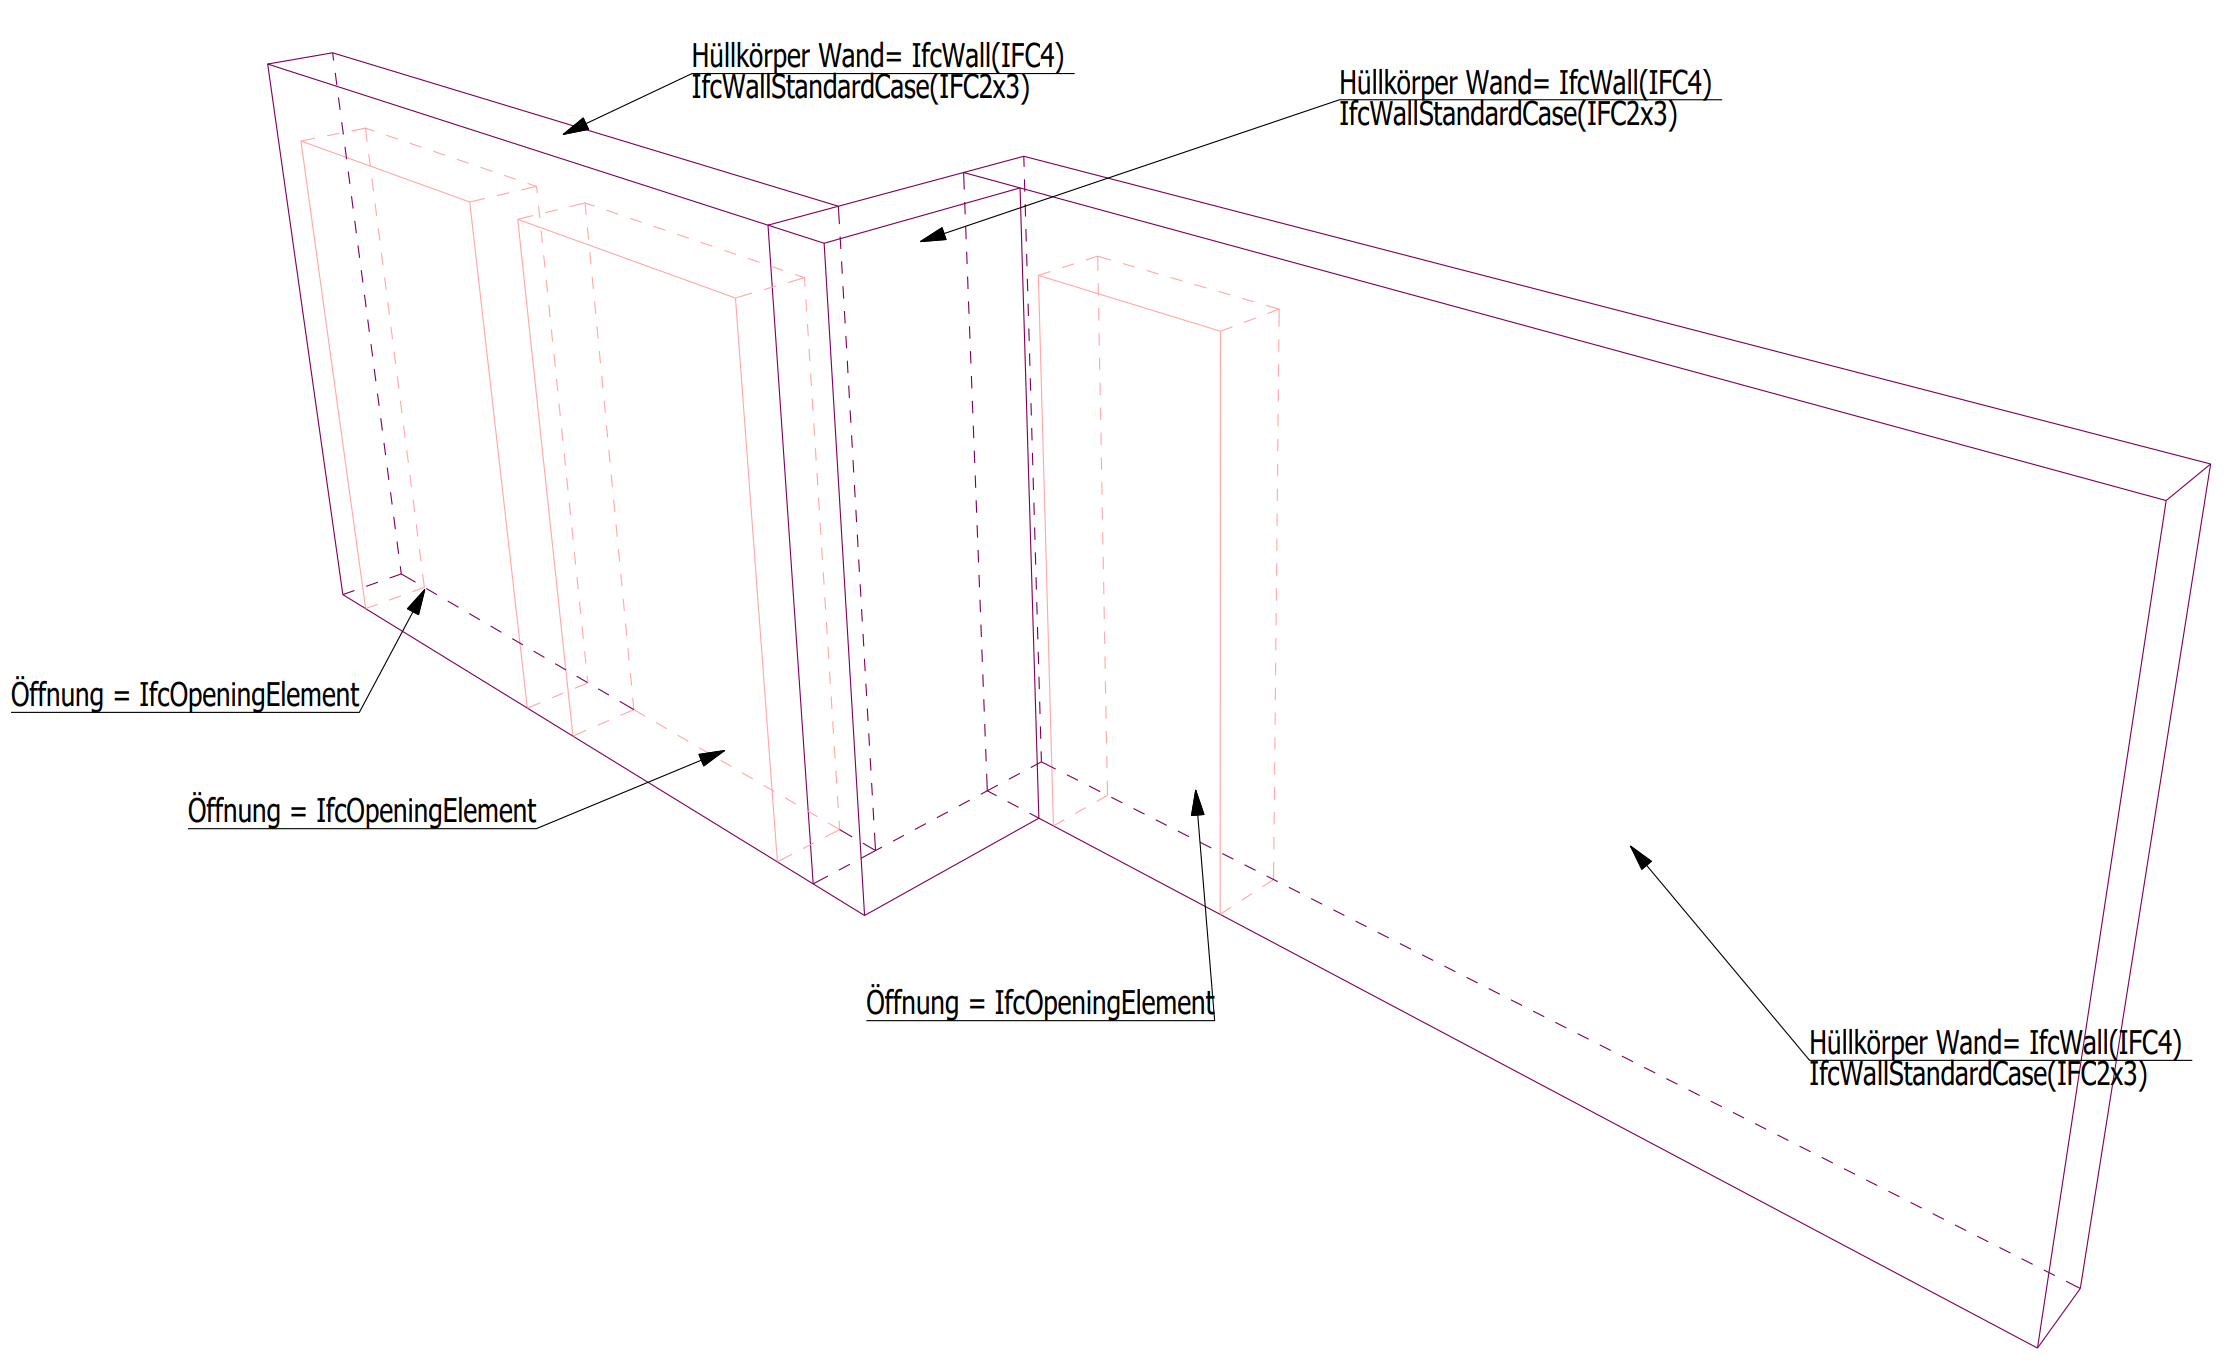 Hüllkörper Wand= IfcWall(IFC4)
IfcWallStandardCase(IFC2x3)
Hüllkörper Wand= IfcWall(IFC4)
IfcWallStandardCase(IFC2x3)
Öffnung = IfcOpeningElement
Öffnung = IfcOpeningElement
Öffnung = IfcOpeningElement
Hüllkörper Wand= IfcWall(IFC4)
IfcWallStandardCase(IFC2x3)